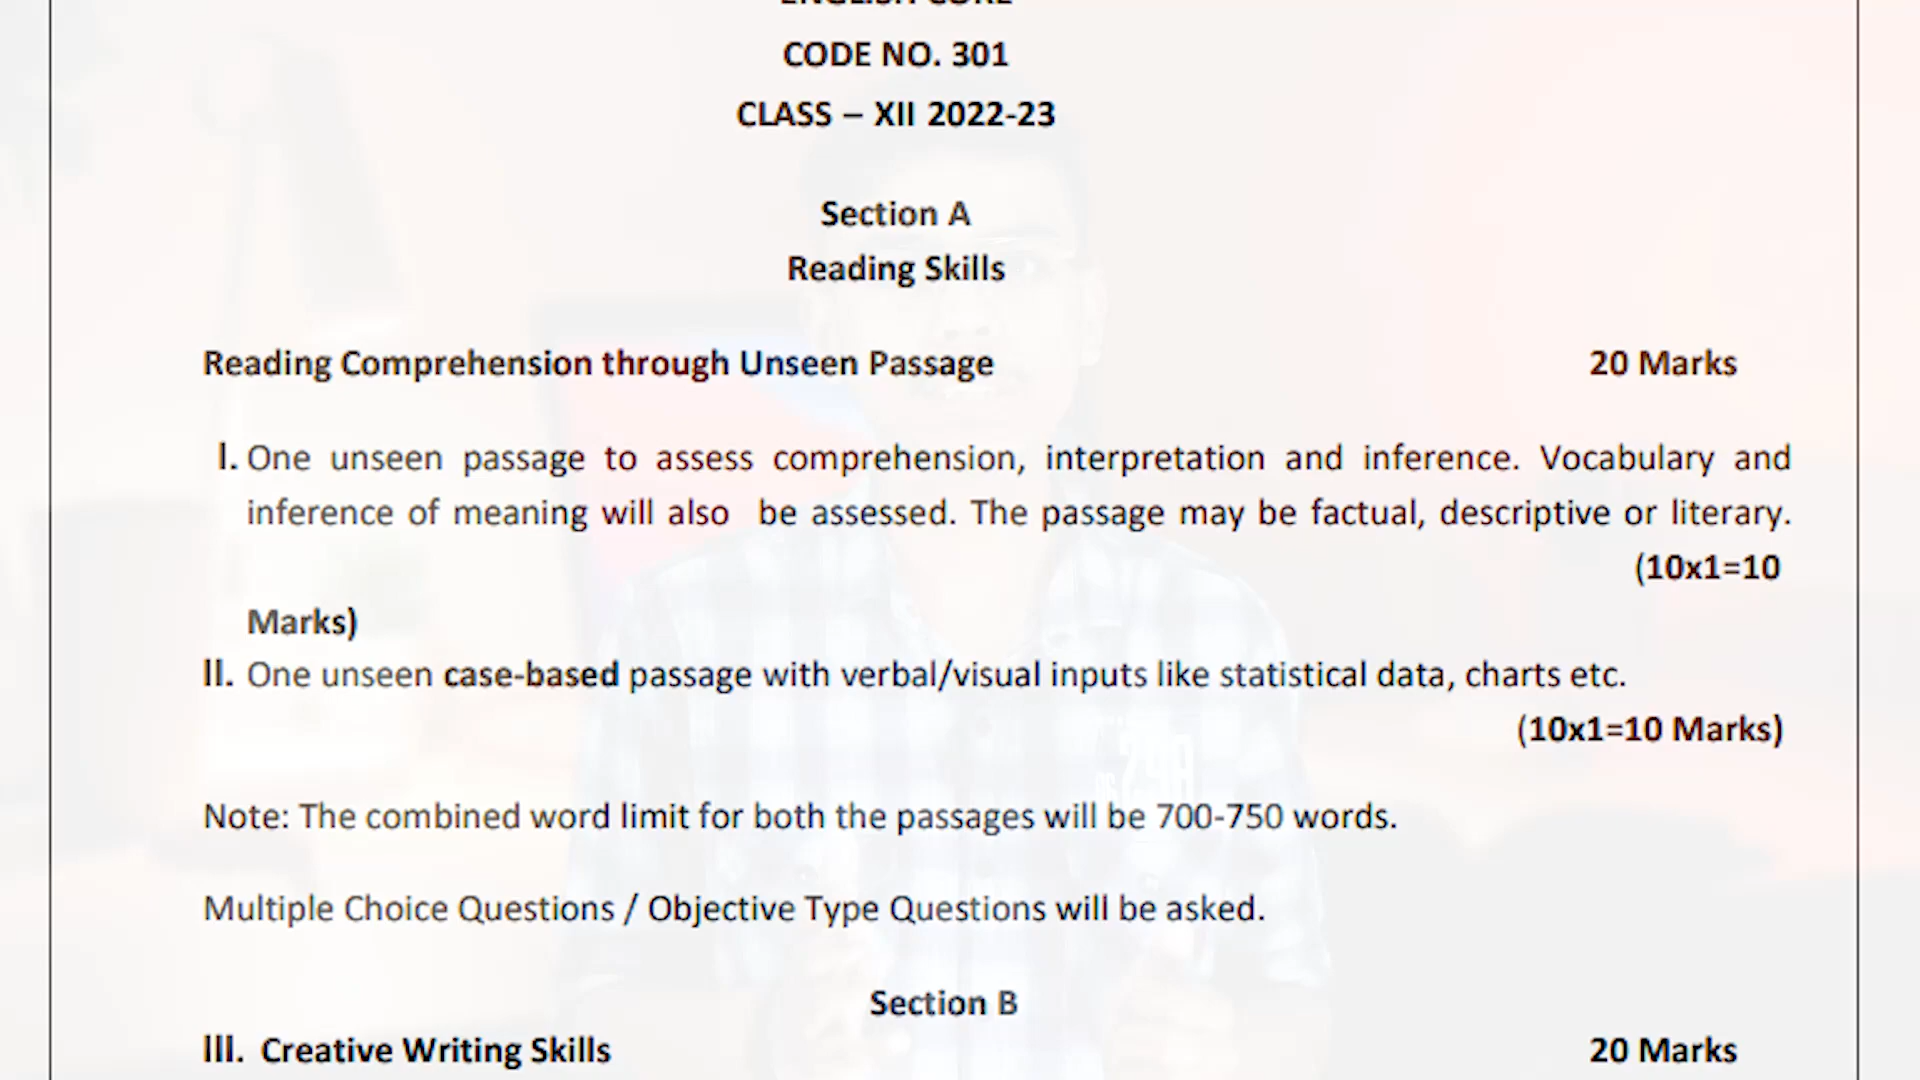 ENGLISH CORE
CODE NO. 301
CLASS – XII 2022-23
Section A
Reading Skills
Reading Comprehension through Unseen Passage 20 Marks
I. One unseen passage to assess comprehension, interpretation and inference. Vocabulary and
inference of meaning will also be assessed. The passage may be factual, descriptive or literary.
(10x1=10
Marks)
II. One unseen case-based passage with verbal/visual inputs like statistical data, charts etc.
(10x1=10 Marks)
Note: The combined word limit for both the passages will be 700-750 words.
Multiple Choice Questions / Objective Type Questions will be asked.
Section B
III. Creative Writing Skills 20 Marks